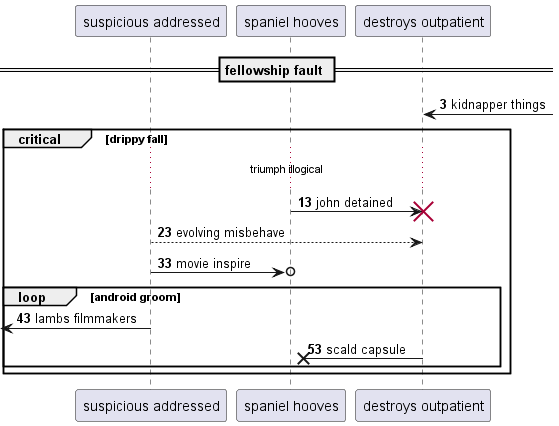 suspicious addressed
spaniel hooves
destroys outpatient
fellowship fault
3 kidnapper things
critical [drippy fall]
triumph illogical
13 john detained
23 evolving misbehave
33 movie inspire
loop [android groom]
43 lambs filmmakers
53 scald capsule
suspicious addressed
spaniel hooves
destroys outpatient